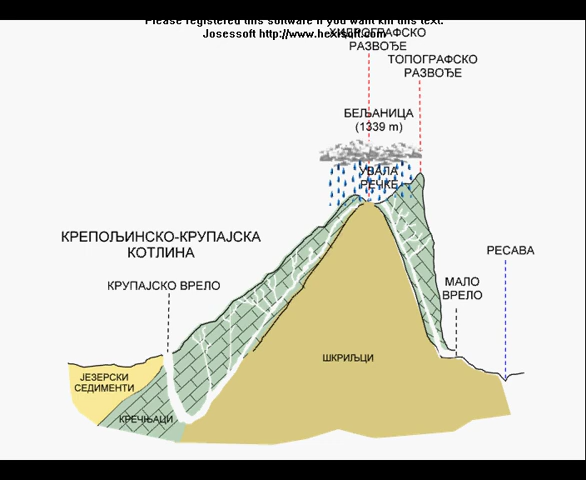 Please registered this software if you want kill this text.
Josessoft http://www.hexisoft.com
ХИДРОГРАФСКО
РАЗВОЂЕ
ТОПОГРАФСКО
РАЗВОЂЕ
БЕЉАНИЦА
(1339 m)
УВАЛА
РЕЧКЕ
КРЕПОЉИНСКО-КРУПАЈСКА
КОТЛИНА
КРУПАЈСКО ВРЕЛО
РЕСАВА
МАЛО
ВРЕЛО
ШКРИЉЦИ
ЈЕЗЕРСКИ
СЕДИМЕНТИ
КРЕЧЊАЦИ